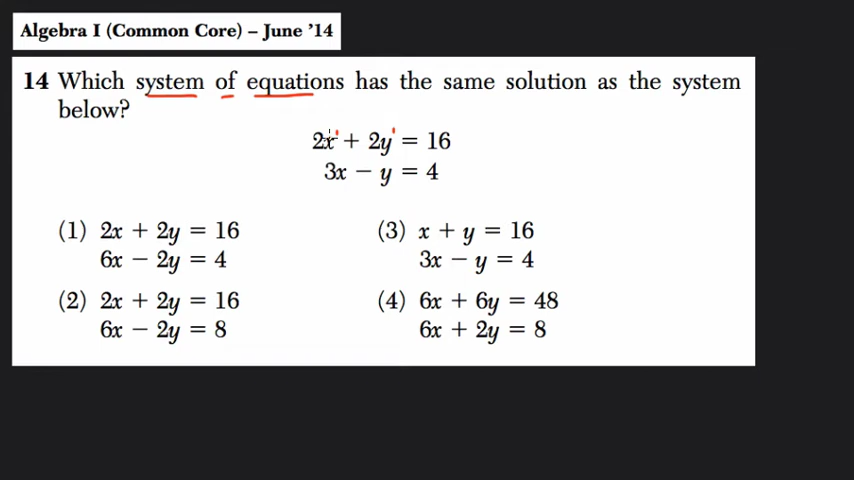 Algebra I (Common Core) – June ’14
14 Which system of equations has the same solution as the system
below?
2x + 2y = 16
3x − y = 4
(1) 2x + 2y = 16
6x − 2y = 4
(2) 2x + 2y = 16
6x − 2y = 8
(3) x + y = 16
3x − y = 4
(4) 6x + 6y = 48
6x + 2y = 8